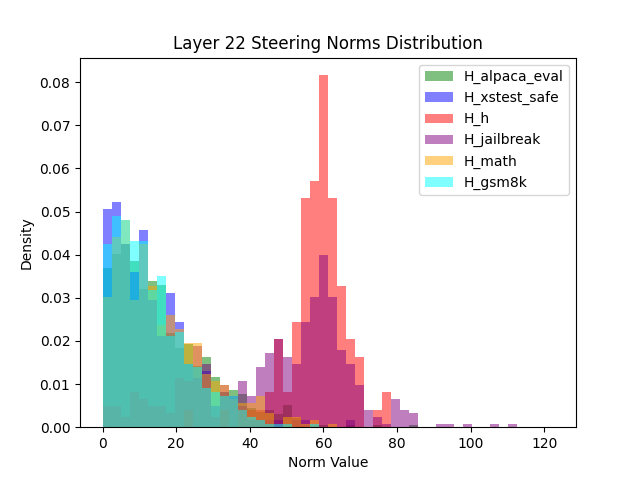 Layer 22 Steering Norms Distribution
H_alpaca_eval
H_xstest_safe
H_h
H_jailbreak
H_math
H_gsm8k
0.08
0.07
0.06
0.05
0.04
0.03
0.02
0.01
0.00
Density
0 20 40 60 80 100 120
Norm Value